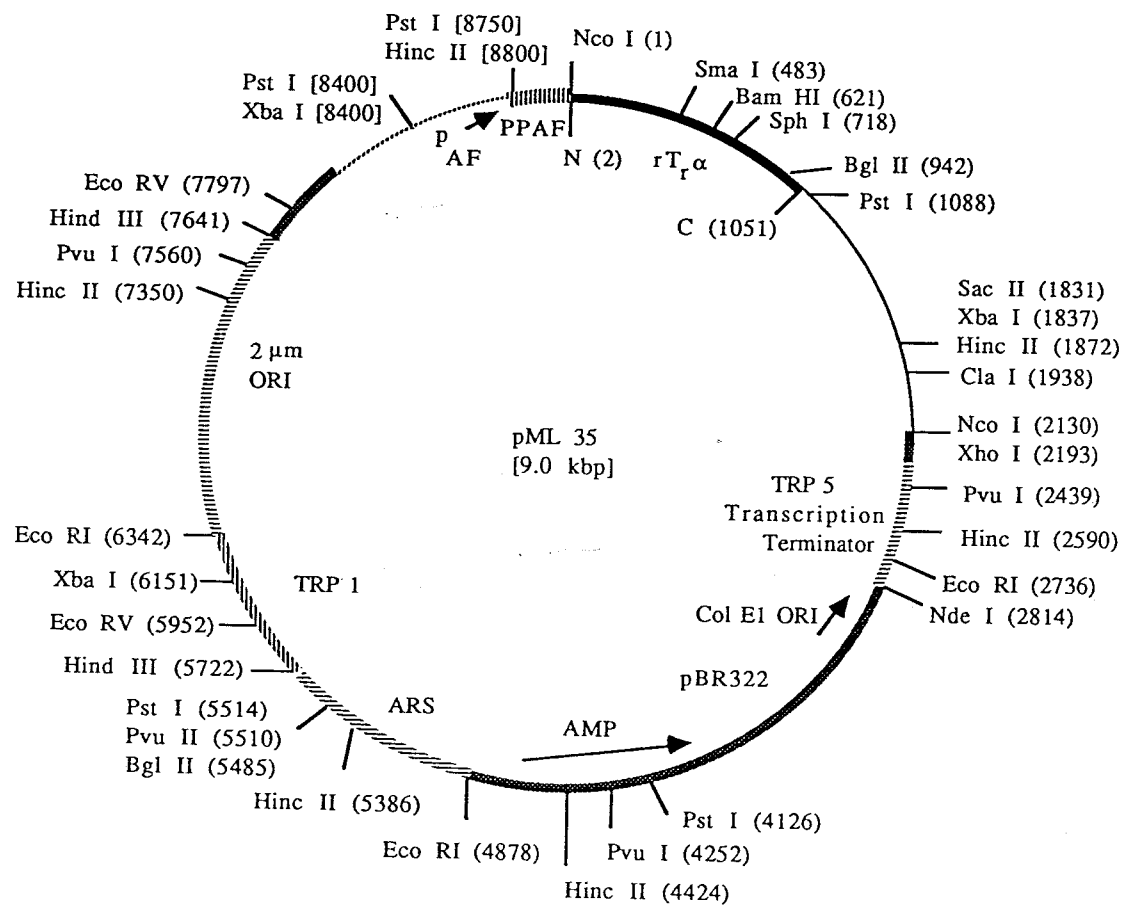 Pst I [8750]
Hinc II [8800]
Nco I (1)
Sma I (483)
Bam HI (621)
Sph I (718)
Bgl II (942)
Pst I (1088)
Pst I [8400]
Xba I [8400]
p AF
PPAF
N (2)
rTrα
C (1051)
Eco RV (7797)
Hind III (7641)
Pvu I (7560)
Hinc II (7350)
2 µm
ORI
Sac II (1831)
Xba I (1837)
Hinc II (1872)
Cla I (1938)
Nco I (2130)
Xho I (2193)
pML 35
[9.0 kbp]
TRP 5
Transcription
Terminator
Pvu I (2439)
Hinc II (2590)
Eco RI (2736)
Nde I (2814)
Col E1 ORI
pBR322
Eco RI (6342)
Xba I (6151)
TRP 1
Eco RV (5952)
Hind III (5722)
Pst I (5514)
Pvu II (5510)
Bgl II (5485)
ARS
AMP
Hinc II (5386)
Eco RI (4878)
Pst I (4126)
Pvu I (4252)
Hinc II (4424)